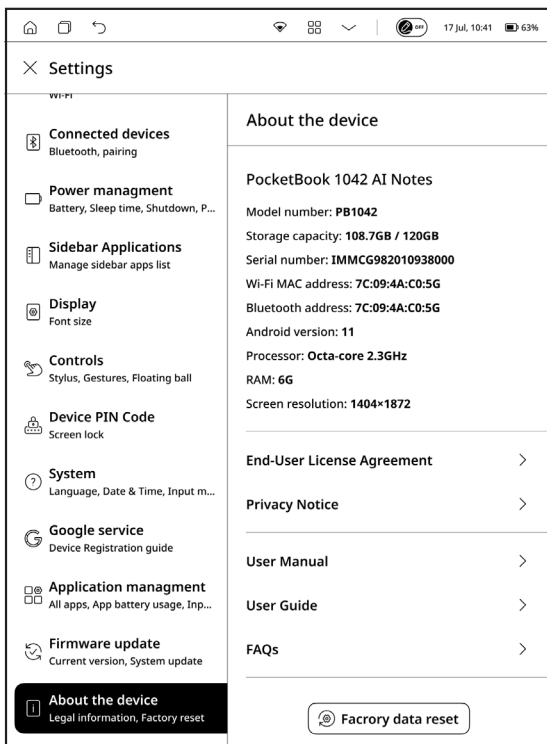 OFF
17 Jul, 10:41
63%
Settings
Wi-Fi
Connected devices
Bluetooth, pairing
Power managment
Battery, Sleep time, Shutdown, P...
Sidebar Applications
Manage sidebar apps list
Display
Font size
Controls
Stylus, Gestures, Floating ball
Device PIN Code
Screen lock
System
Language, Date & Time, Input m...
Google service
Device Registration guide
Application managment
All apps, App battery usage, Inp...
Firmware update
Current version, System update
About the device
Legal information, Factory reset
About the device
PocketBook 1042 AI Notes
Model number: PB1042
Storage capacity: 108.7GB / 120GB
Serial number: IMMCG982010938000
Wi-Fi MAC address: 7C:09:4A:C0:5G
Bluetooth address: 7C:09:4A:C0:5G
Android version: 11
Processor: Octa-core 2.3GHz
RAM: 6G
Screen resolution: 1404×1872
End-User License Agreement
Privacy Notice
User Manual
User Guide
FAQs
Facrory data reset